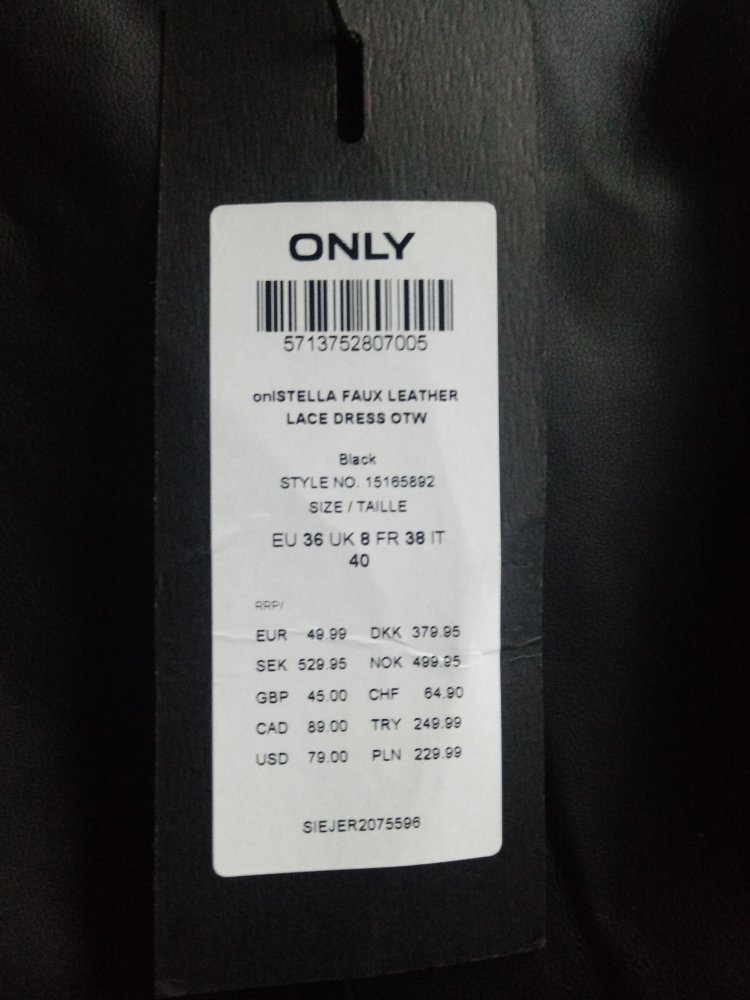 ONLY
5713752807005
onlSTELLA FAUX LEATHER
LACE DRESS OTW
Black
STYLE NO. 15165892
SIZE / TAILLE
EU 36 UK 8 FR 38 IT
40
RRP/
EUR 49.99 DKK 379.95
SEK 529.95 NOK 499.95
GBP 45.00 CHF 64.90
CAD 89.00 TRY 249.99
USD 79.00 PLN 229.99
SIEJER2075596